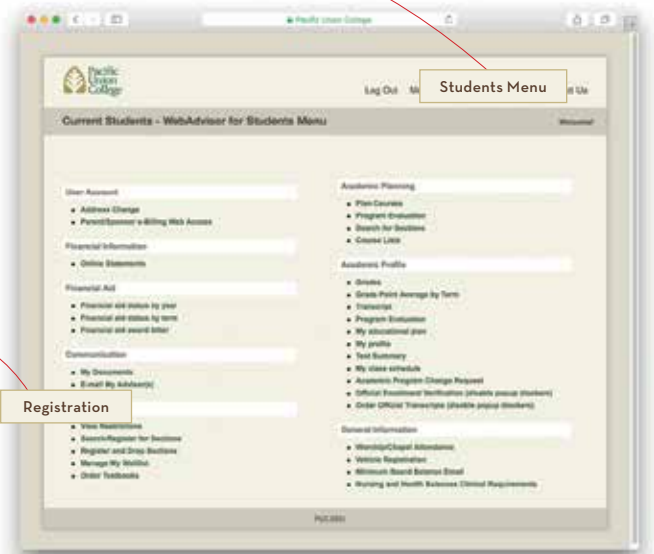 Pacific Union College
Pacific
Union
College
Log Out
Students Menu
Us
Current Students - WebAdvisor for Students Menu
Welcome!
User Account
Address Change
Parent/Sponsor e-Billing Web Access
Financial Information
Online Statements
Financial Aid
Financial aid status by year
Financial aid status by term
Financial aid award letter
Communication
My Documents
E-mail My Advisor(s)
Registration
View Restrictions
Search/Register for Sections
Register and Drop Sections
Manage My Waitlist
Order Textbooks
Academic Planning
Plan Courses
Program Evaluation
Search for Sections
Course Lists
Academic Profile
Grades
Grade Point Average by Term
Transcript
Program Evaluation
My educational plan
My profile
Test Summary
My class schedule
Academic Program Change Request
Official Enrollment Verification (disable popup blockers)
Order Official Transcripts (disable popup blockers)
General Information
Worship/Chapel Attendance
Vehicle Registration
Minimum Board Balance Email
Nursing and Health Sciences Clinical Requirements